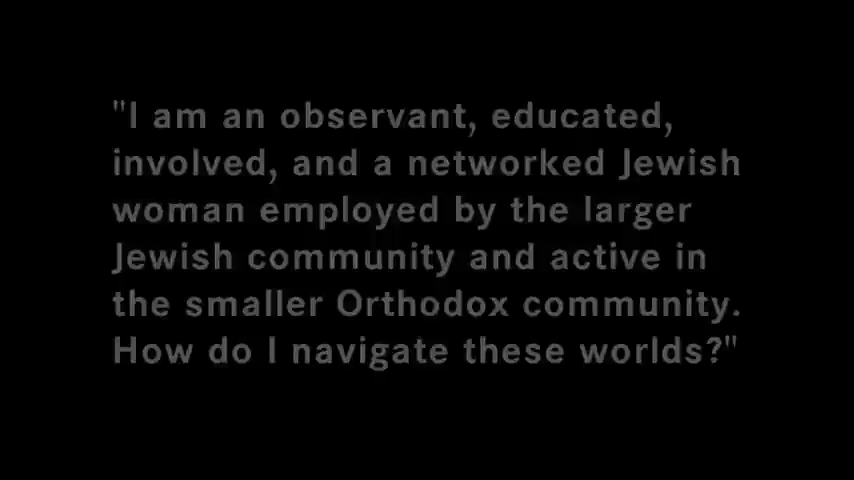 "I am an observant, educated,
involved, and a networked Jewish
woman employed by the larger
Jewish community and active in
the smaller Orthodox community.
How do I navigate these worlds?"